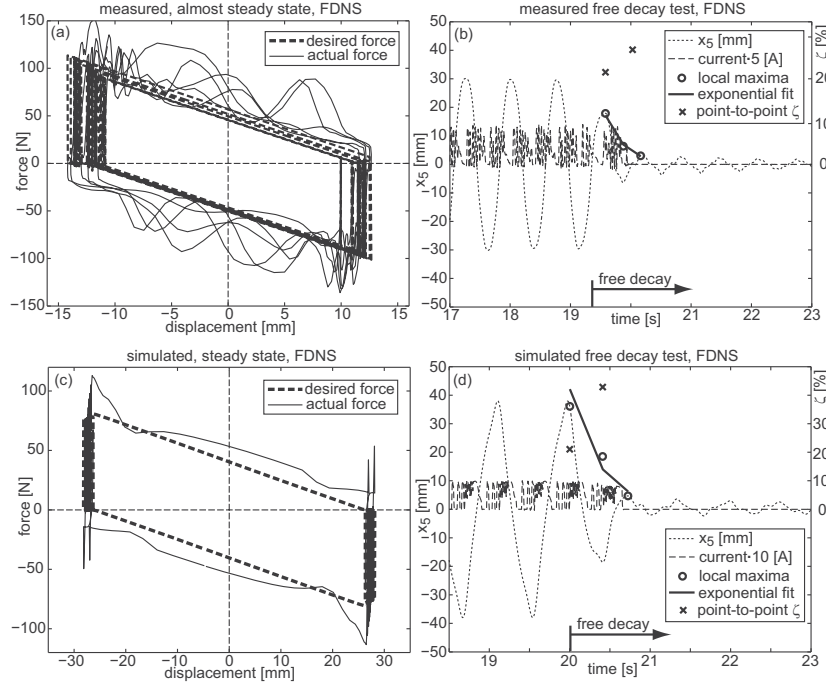 measured, almost steady state, FDNS
(a)
desired force
actual force
150
100
50
0
−50
−100
−150
force [N]
−15
−10
−5
0
5
10
15
displacement [mm]
measured free decay test, FDNS
(b)
x5 [mm]
current·5 [A]
local maxima
exponential fit
point-to-point ζ
50
40
30
20
10
0
−10
−20
−30
−40
−50
x5 [mm]
ζ [%]
20
10
0
free decay
17
18
19
20
21
22
23
time [s]
simulated, steady state, FDNS
(c)
desired force
actual force
100
50
0
−50
−100
force [N]
−30
−20
−10
0
10
20
30
displacement [mm]
simulated free decay test, FDNS
(d)
50
40
30
20
10
0
−10
−20
−30
−40
−50
x5 [mm]
ζ [%]
40
30
20
10
0
x5 [mm]
current·10 [A]
local maxima
exponential fit
point-to-point ζ
free decay
19
20
21
22
23
time [s]